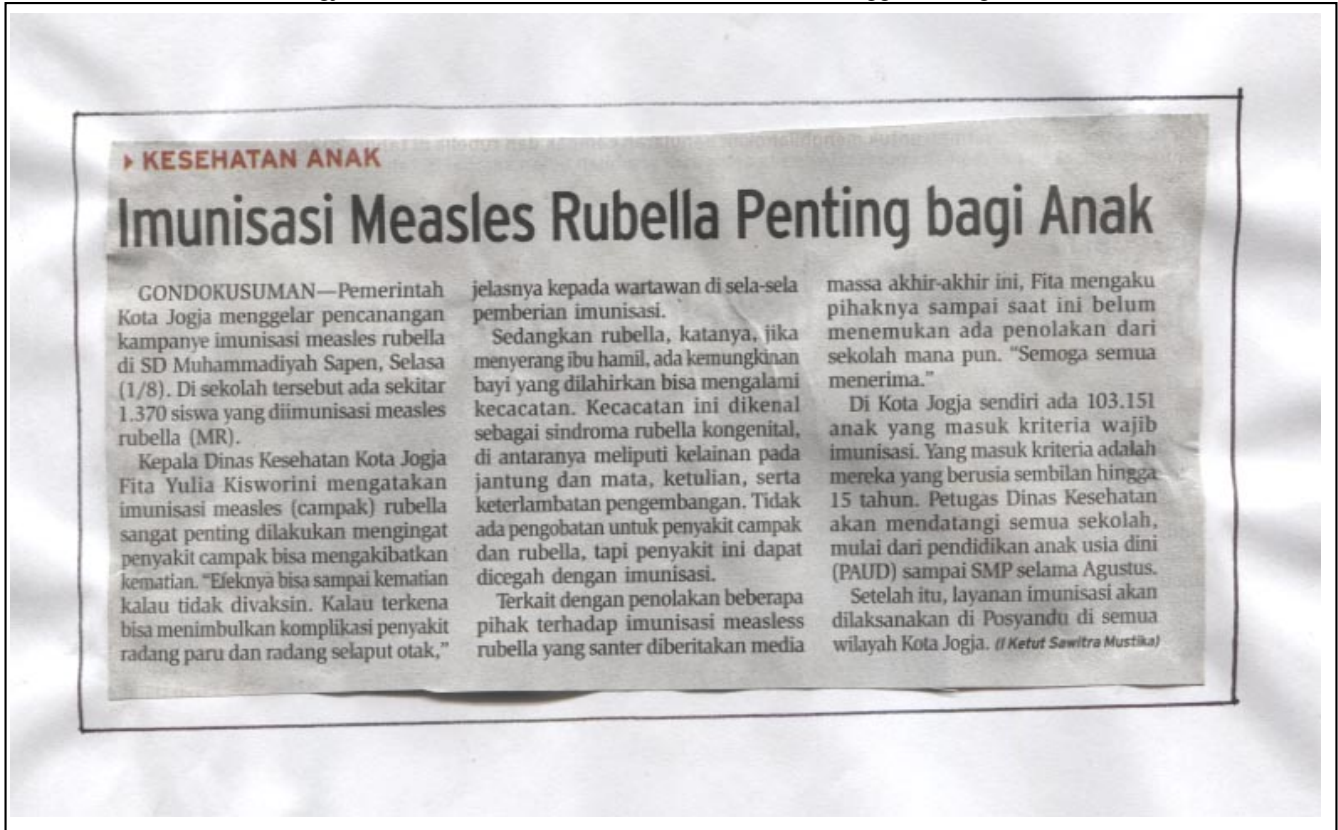 KESEHATAN ANAK
Imunisasi Measles Rubella Penting bagi Anak
GONDOKUSUMAN—Pemerintah
Kota Jogja menggelar pencanangan
kampanye imunisasi measles rubella
di SD Muhammadiyah Sapen, Selasa
(1/8). Di sekolah tersebut ada sekitar
1.370 siswa yang diimunisasi measles
rubella (MR).
Kepala Dinas Kesehatan Kota Jogja
Fita Yulia Kisworini mengatakan
imunisasi measles (campak) rubella
sangat penting dilakukan mengingat
penyakit campak bisa mengakibatkan
kematian. “Efeknya bisa sampai kematian
kalau tidak divaksin. Kalau terkena
bisa menimbulkan komplikasi penyakit
radang paru dan radang selaput otak,”
jelasnya kepada wartawan di sela-sela
pemberian imunisasi.
Sedangkan rubella, katanya, jika
menyerang ibu hamil, ada kemungkinan
bayi yang dilahirkan bisa mengalami
kecacatan. Kecacatan ini dikenal
sebagai sindroma rubella kongenital,
di antaranya meliputi kelainan pada
jantung dan mata, ketulian, serta
keterlambatan pengembangan. Tidak
ada pengobatan untuk penyakit campak
dan rubella, tapi penyakit ini dapat
dicegah dengan imunisasi.
Terkait dengan penolakan beberapa
pihak terhadap imunisasi measless
rubella yang santer diberitakan media
massa akhir-akhir ini, Fita mengaku
pihaknya sampai saat ini belum
menemukan ada penolakan dari
sekolah mana pun. “Semoga semua
menerima.”
Di Kota Jogja sendiri ada 103.151
anak yang masuk kriteria wajib
imunisasi. Yang masuk kriteria adalah
mereka yang berusia sembilan hingga
15 tahun. Petugas Dinas Kesehatan
akan mendatangi semua sekolah,
mulai dari pendidikan anak usia dini
(PAUD) sampai SMP selama Agustus.
Setelah itu, layanan imunisasi akan
dilaksanakan di Posyandu di semua
wilayah Kota Jogja. (I Ketut Sawitra Mustika)